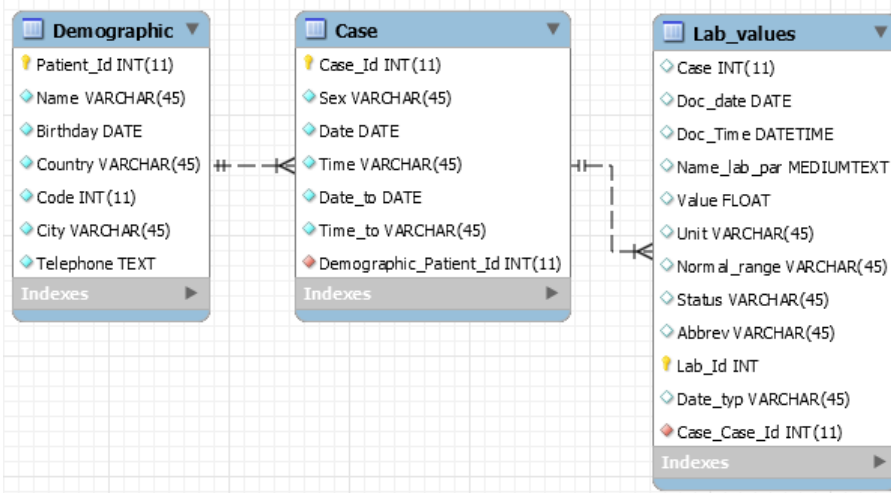 Demographic
Patient_Id INT(11)
Name VARCHAR(45)
Birthday DATE
Country VARCHAR(45)
Code INT(11)
City VARCHAR(45)
Telephone TEXT
Indexes
Case
Case_Id INT(11)
Sex VARCHAR(45)
Date DATE
Time VARCHAR(45)
Date_to DATE
Time_to VARCHAR(45)
Demographic_Patient_Id INT(11)
Indexes
Lab_values
Case INT(11)
Doc_date DATE
Doc_Time DATETIME
Name_lab_par MEDIUMTEXT
Value FLOAT
Unit VARCHAR(45)
Normal_range VARCHAR(45)
Status VARCHAR(45)
Abbrev VARCHAR(45)
Lab_Id INT
Date_typ VARCHAR(45)
Case_Case_Id INT(11)
Indexes